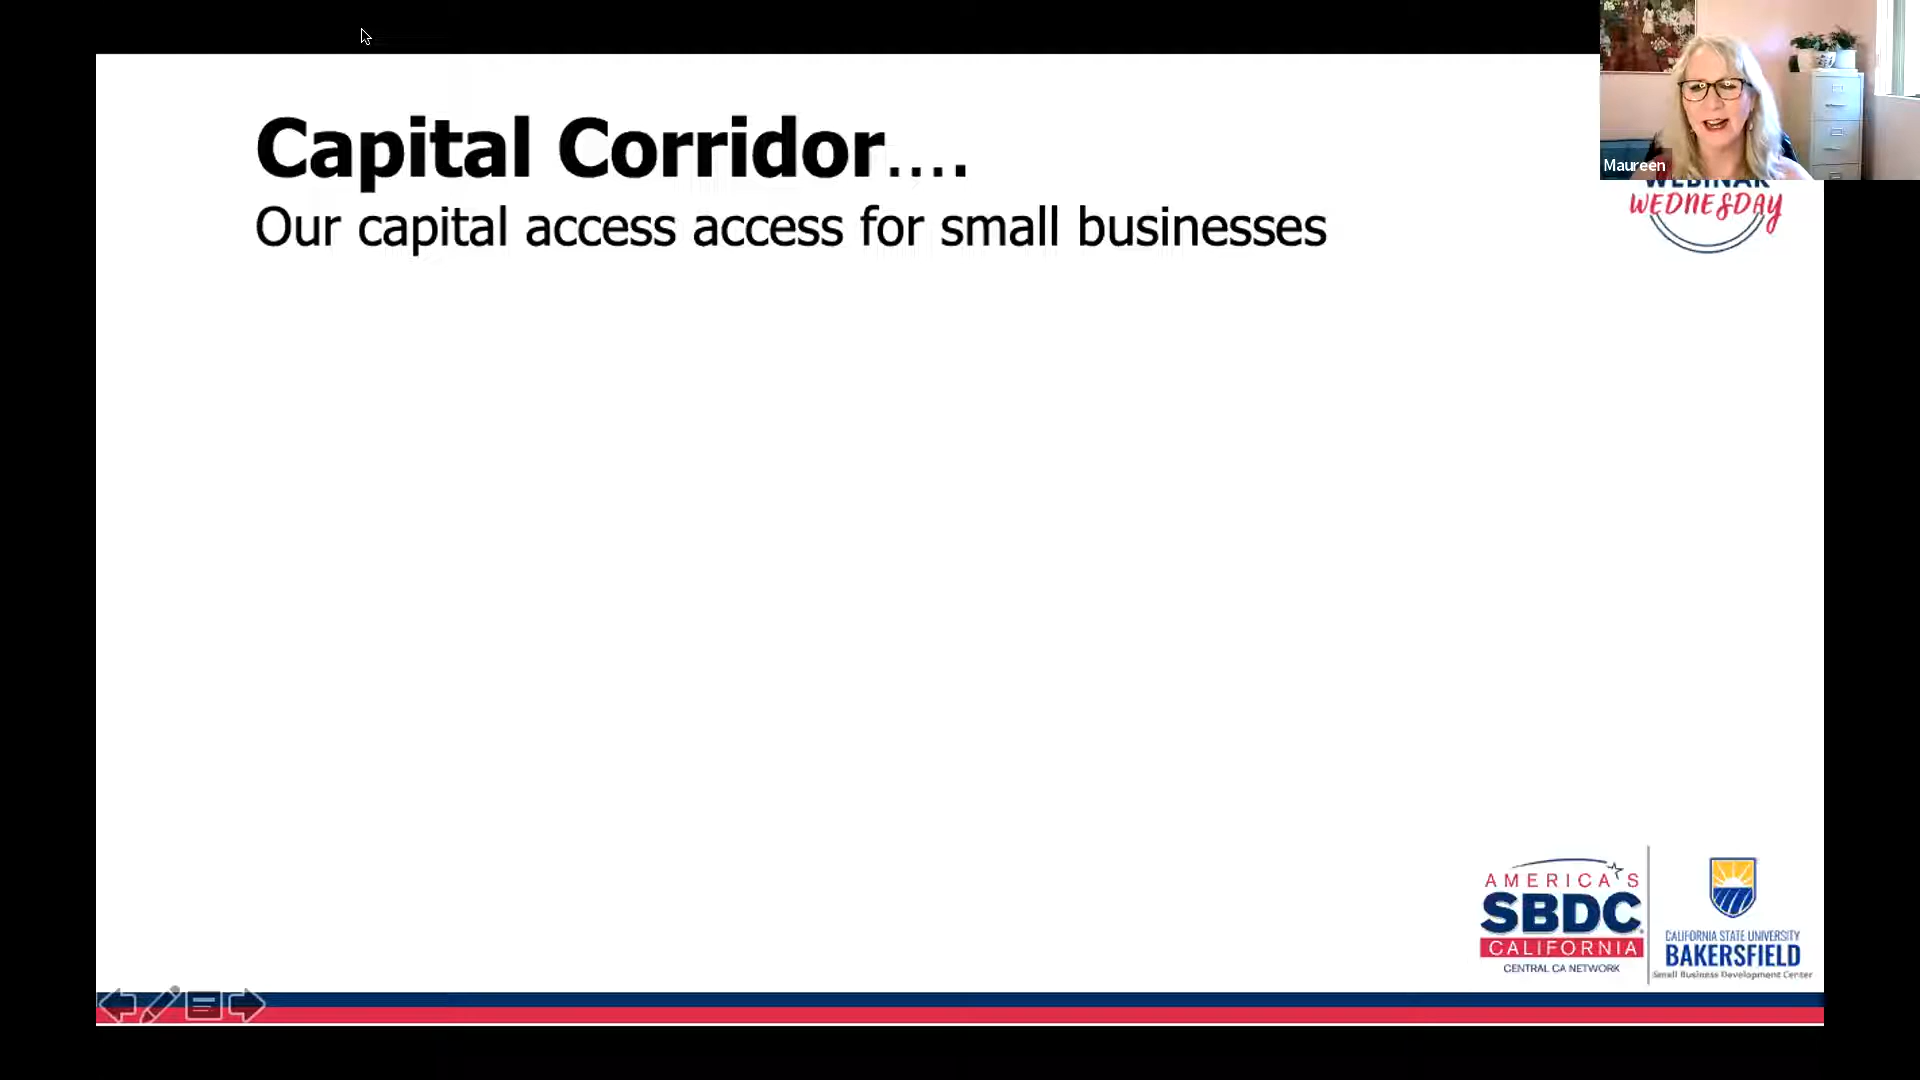 Capital Corridor....
Our capital access access for small businesses
Maureen
WEBINAR
WEDNESDAY
AMERICA'S
SBDC
CALIFORNIA
CENTRAL CA NETWORK
CALIFORNIA STATE UNIVERSITY
BAKERSFIELD
Small Business Development Center